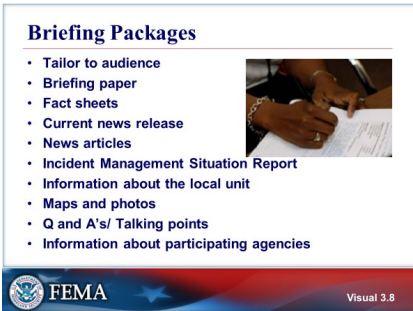 Briefing Packages
• Tailor to audience
• Briefing paper
• Fact sheets
• Current news release
• News articles
• Incident Management Situation Report
• Information about the local unit
• Maps and photos
• Q and A's/ Talking points
• Information about participating agencies
FEMA
Visual 3.8